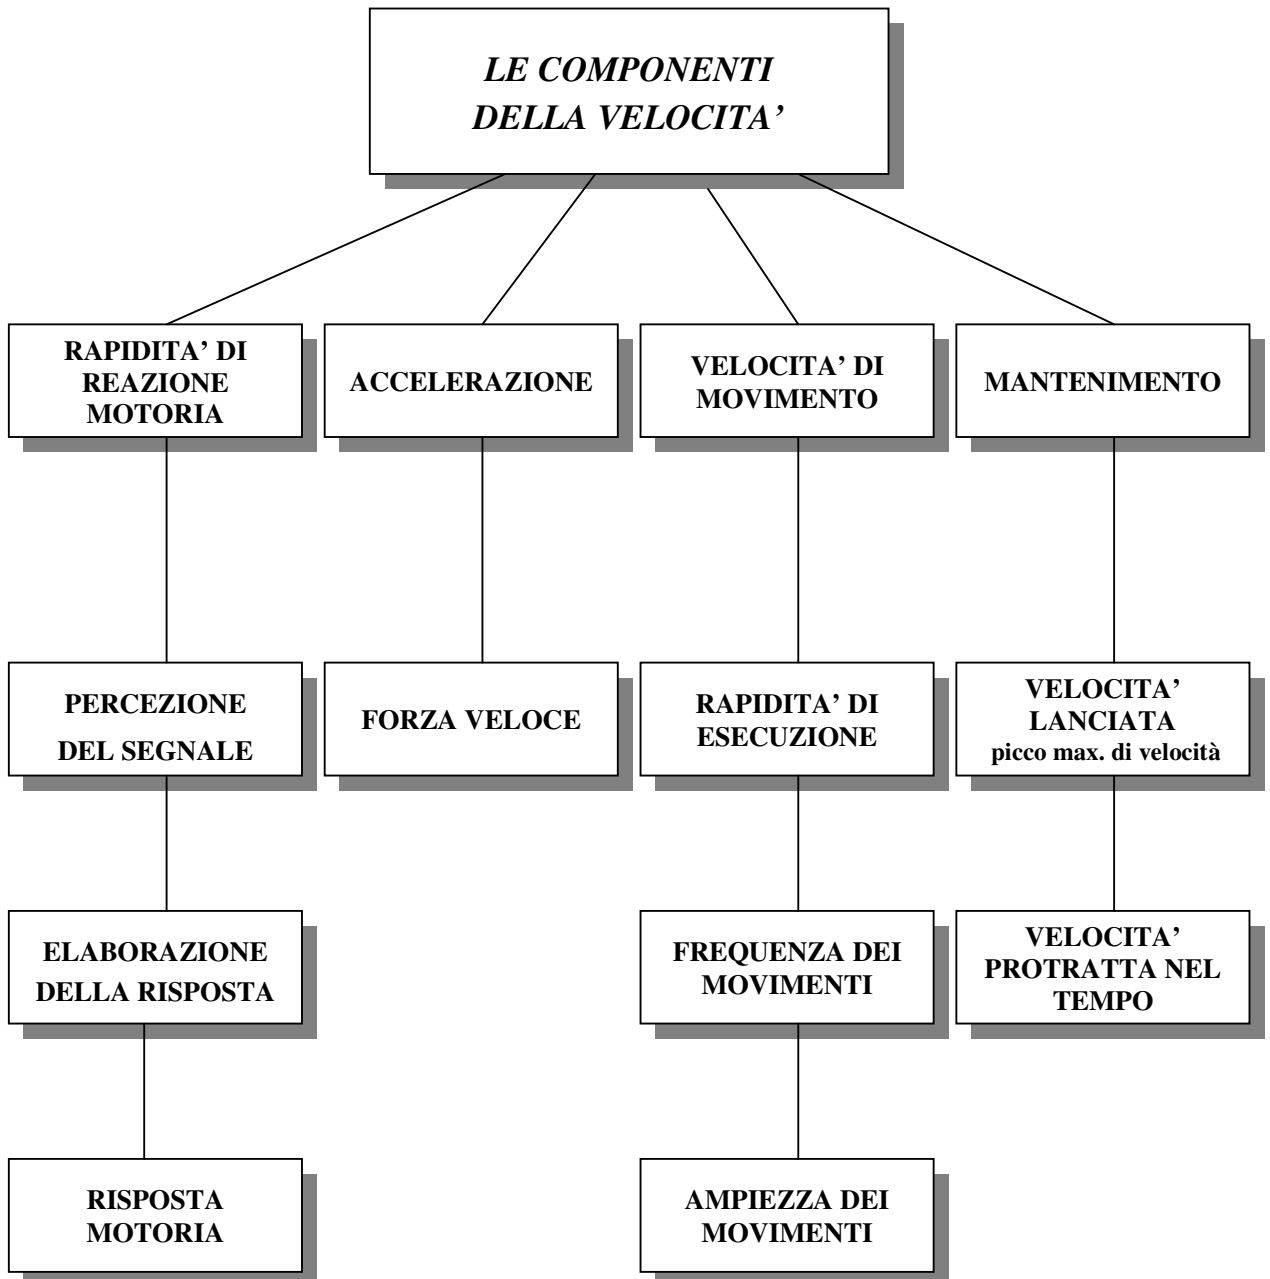 LE COMPONENTI
DELLA VELOCITA’
RAPIDITA’ DI
REAZIONE
MOTORIA
ACCELERAZIONE
VELOCITA’ DI
MOVIMENTO
MANTENIMENTO
PERCEZIONE
DEL SEGNALE
FORZA VELOCE
RAPIDITA’ DI
ESECUZIONE
VELOCITA’
LANCIATA
picco max. di velocità
ELABORAZIONE
DELLA RISPOSTA
FREQUENZA DEI
MOVIMENTI
VELOCITA’
PROTRATTA NEL
TEMPO
RISPOSTA
MOTORIA
AMPIEZZA DEI
MOVIMENTI